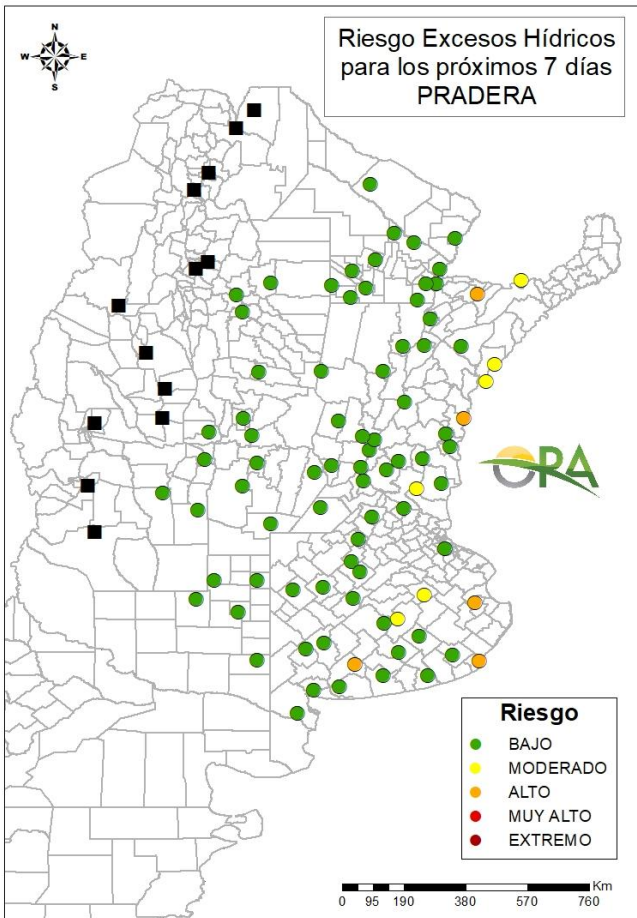 Riesgo Excesos Hídricos
para los próximos 7 días
PRADERA
N
W E
S
OPA
Riesgo
BAJO
MODERADO
ALTO
MUY ALTO
EXTREMO
Km
0 95 190 380 570 760